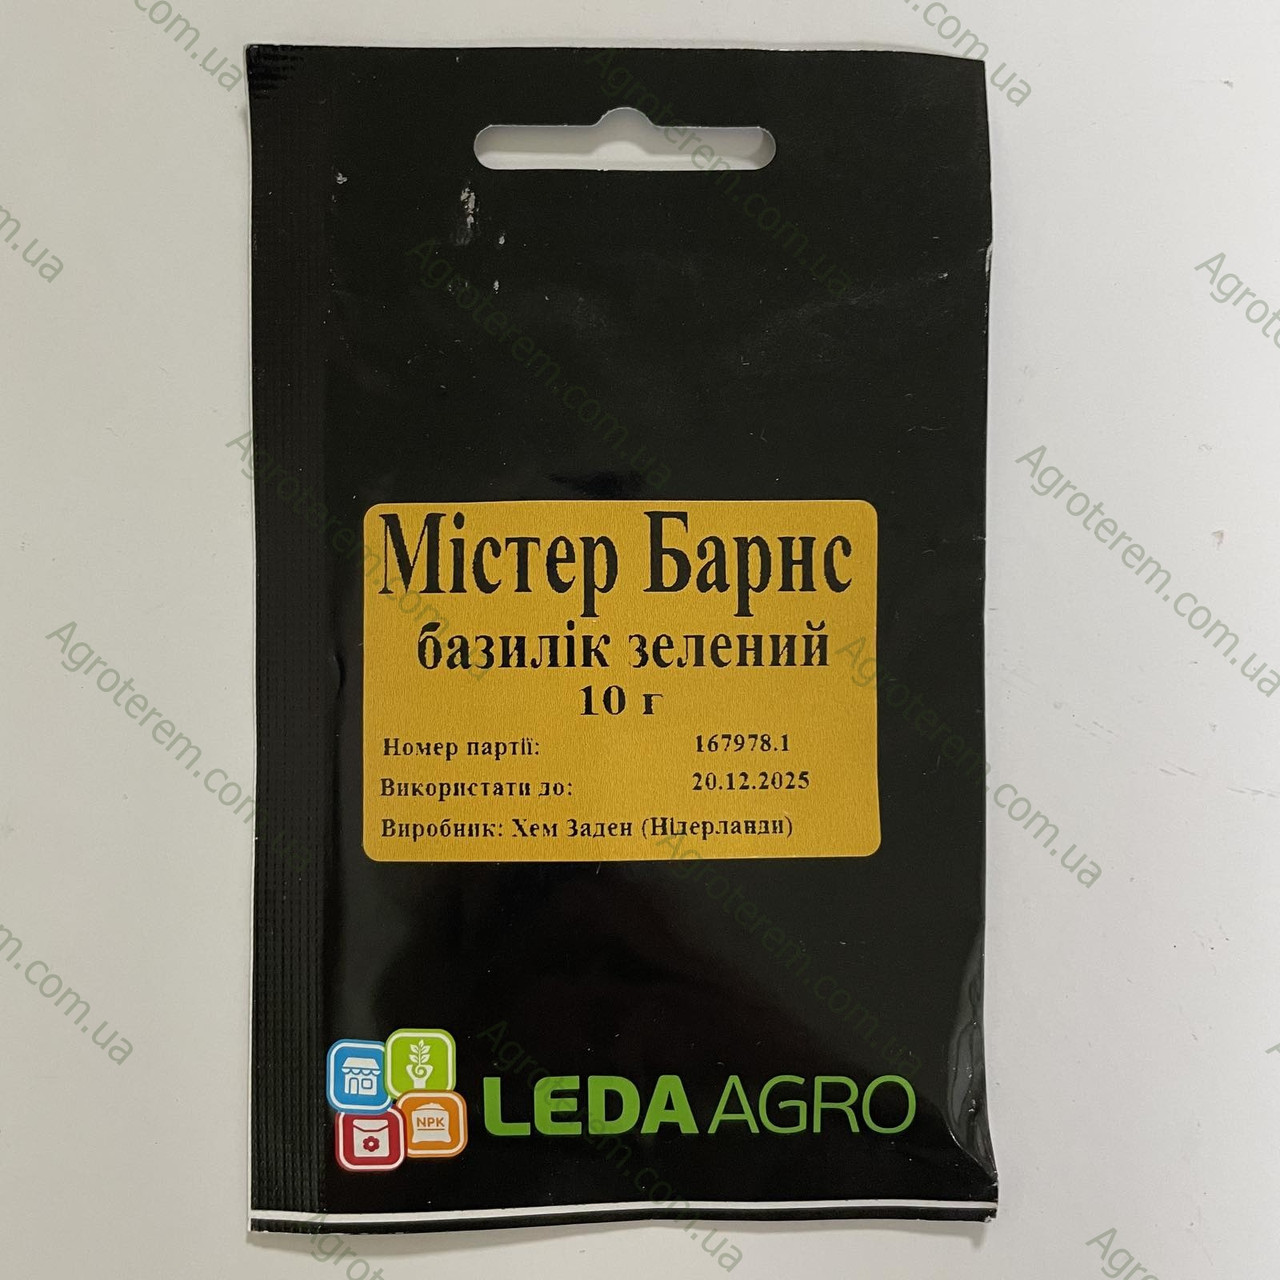 Містер Барнс
базилік зелений
10 г
Номер партії: 167978.1
Використати до: 20.12.2025
Виробник: Хем Заден (Нідерланди)
NPK
LEDA AGRO
Agroterem.com.ua